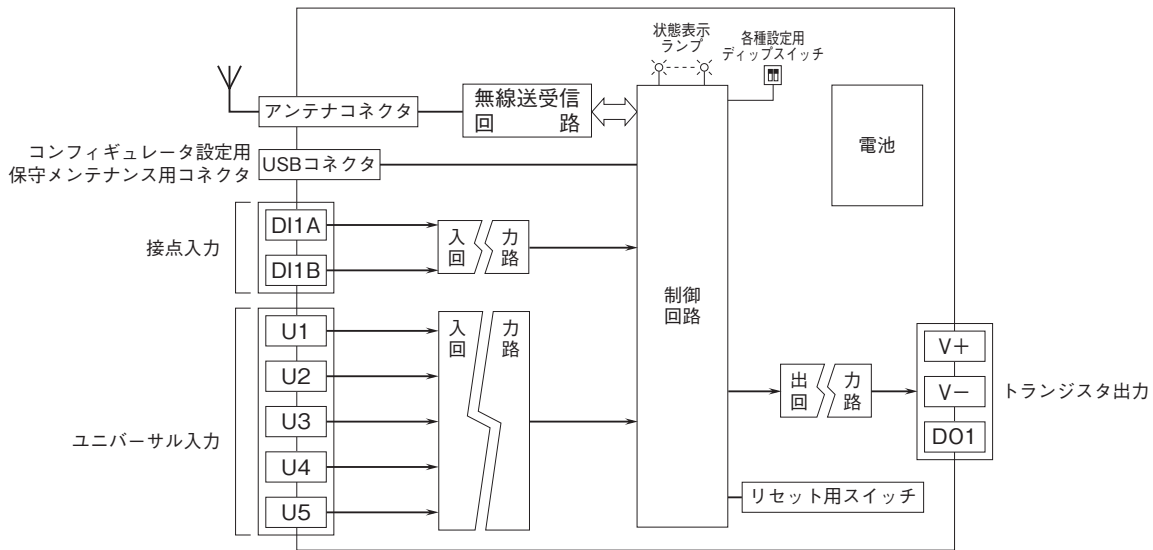 状態表示
ランプ
各種設定用
ディップスイッチ
アンテナコネクタ
無線送受信
回　　路
電池
コンフィギュレータ設定用
保守メンテナンス用コネクタ
USBコネクタ
接点入力
DI1A
DI1B
入 力
回 路
制御
回路
ユニバーサル入力
U1
U2
U3
U4
U5
入 力
回 路
出 力
回 路
V+
V−
DO1
トランジスタ出力
リセット用スイッチ